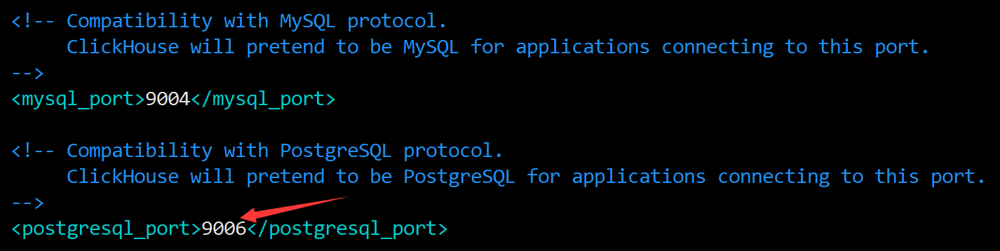 <!-- Compatibility with MySQL protocol.
ClickHouse will pretend to be MySQL for applications connecting to this port.
-->
<mysql_port>9004</mysql_port>
<!-- Compatibility with PostgreSQL protocol.
ClickHouse will pretend to be PostgreSQL for applications connecting to this port.
-->
<postgresql_port>9006</postgresql_port>